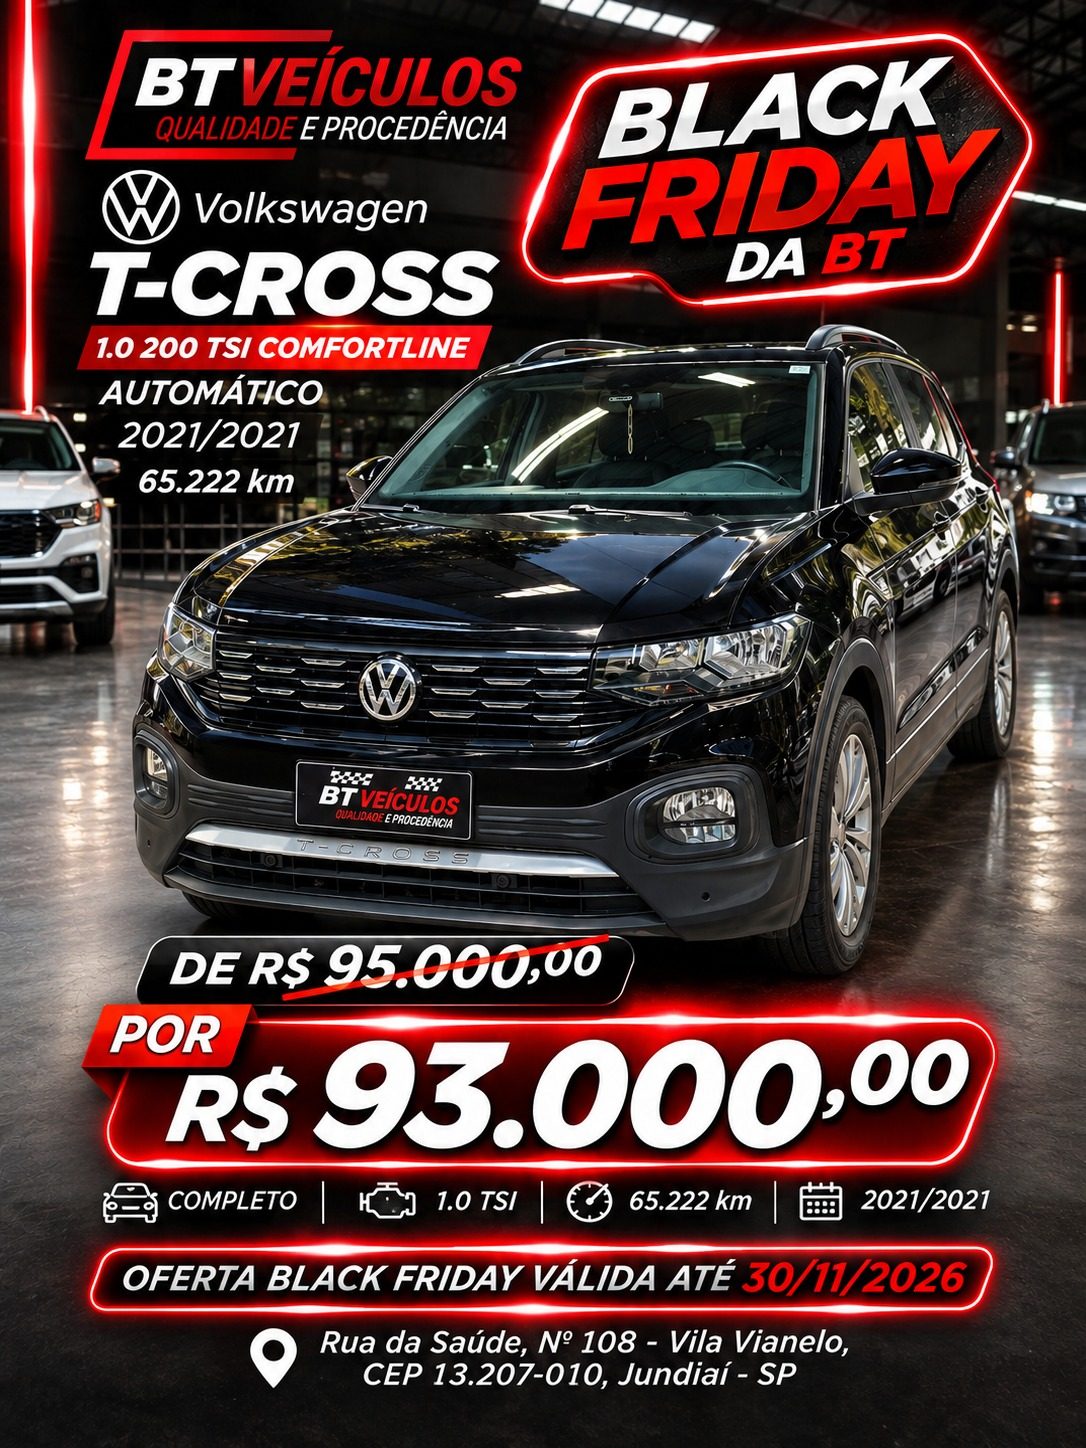 BT VEÍCULOS
QUALIDADE E PROCEDÊNCIA
BLACK
FRIDAY
DA BT
Volkswagen
T-CROSS
1.0 200 TSI COMFORTLINE
AUTOMÁTICO
2021/2021
65.222 km
BT VEÍCULOS
QUALIDADE E PROCEDÊNCIA
T-CROSS
DE R$ 95.000,00
POR
R$ 93.000,00
COMPLETO
1.0 TSI
65.222 km
2021/2021
OFERTA BLACK FRIDAY VÁLIDA ATÉ 30/11/2026
Rua da Saúde, Nº 108 - Vila Vianelo,
CEP 13.207-010, Jundiaí - SP